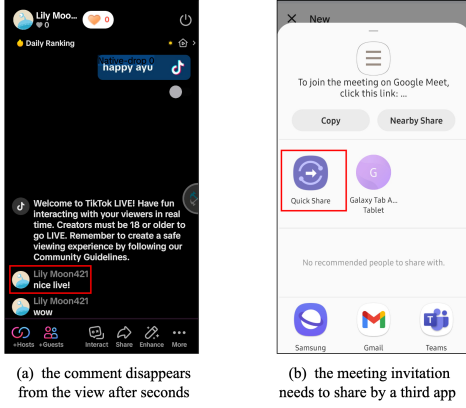 Lily Moo...
0
0
Daily Ranking
Native-drop 0
happy ayu
Welcome to TikTok LIVE! Have fun
interacting with your viewers in real
time. Creators must be 18 or older to
go LIVE. Remember to create a safe
viewing experience by following our
Community Guidelines.
Lily Moon421
nice live!
Lily Moon421
wow
+Hosts
+Guests
Interact
Share
Enhance
More
(a) the comment disappears
from the view after seconds
New
To join the meeting on Google Meet,
click this link: ...
Copy
Nearby Share
G
Quick Share
Galaxy Tab A...
Tablet
No recommended people to share with.
Samsung
Gmail
Teams
(b) the meeting invitation
needs to share by a third app